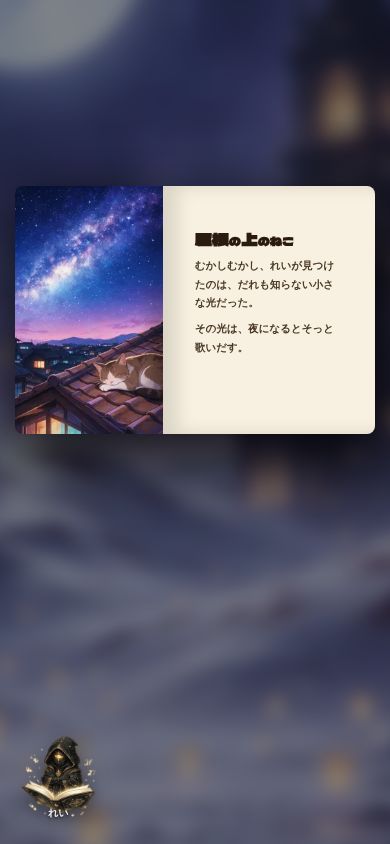 屋根の上のねこ
むかしむかし、れいが見つけ
たのは、だれも知らない小さ
な光だった。
その光は、夜になるとそっと
歌いだす。
れい